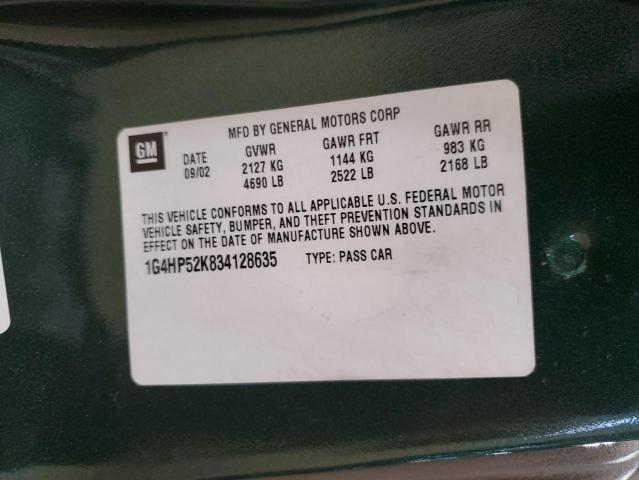 MFD BY GENERAL MOTORS CORP
GM
DATE GVWR GAWR FRT GAWR RR
09/02 2127 KG 1144 KG 983 KG
4690 LB 2522 LB 2168 LB
THIS VEHICLE CONFORMS TO ALL APPLICABLE U.S. FEDERAL MOTOR
VEHICLE SAFETY, BUMPER, AND THEFT PREVENTION STANDARDS IN
EFFECT ON THE DATE OF MANUFACTURE SHOWN ABOVE.
1G4HP52K834128635 TYPE: PASS CAR